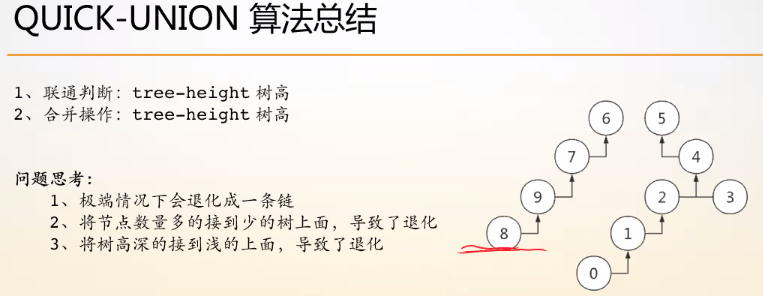 QUICK-UNION 算法总结
1、联通判断：tree-height 树高
2、合并操作：tree-height 树高
问题思考：
1、极端情况下会退化成一条链
2、将节点数量多的接到少的树上面，导致了退化
3、将树高深的接到浅的上面，导致了退化
6 5
7 4
9 2 3
8 1
0